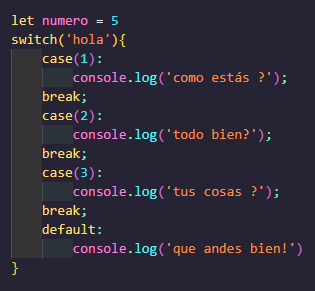 let numero = 5
switch('hola'){
    case(1):
        console.log('como estás ?');
    break;
    case(2):
        console.log('todo bien?');
    break;
    case(3):
        console.log('tus cosas ?');
    break;
    default:
        console.log('que andes bien!')
}